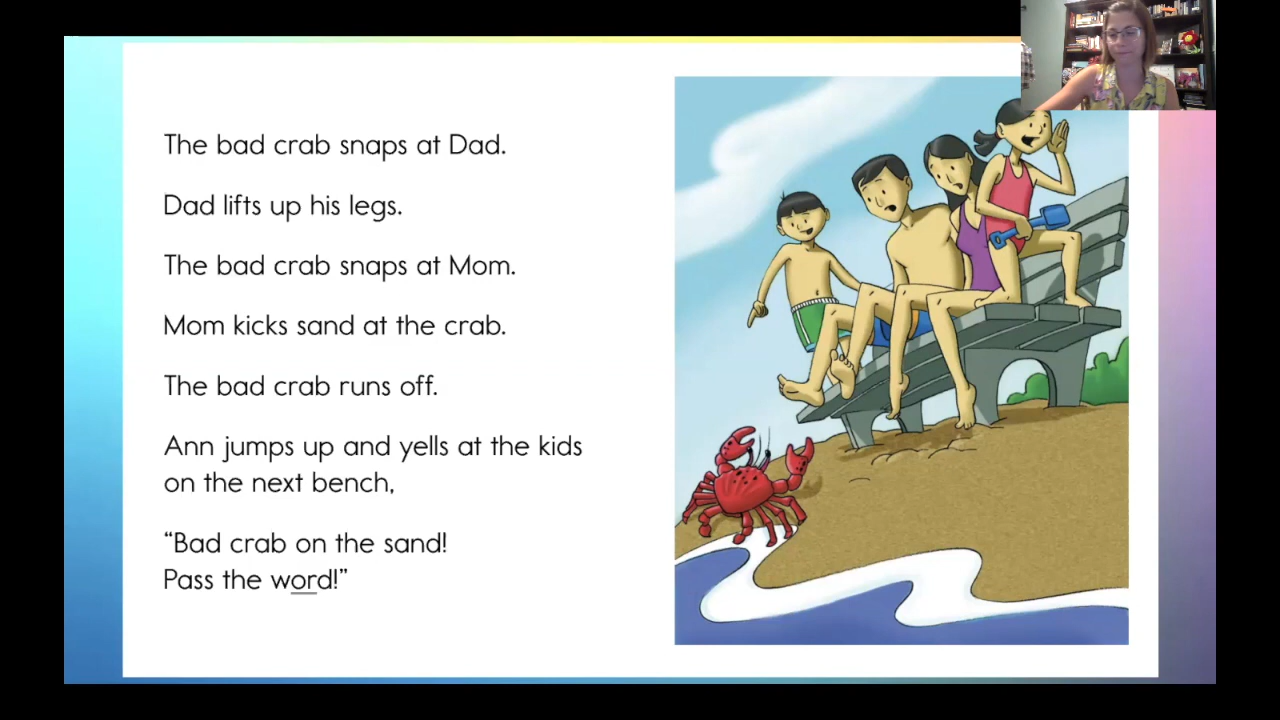 The bad crab snaps at Dad.
Dad lifts up his legs.
The bad crab snaps at Mom.
Mom kicks sand at the crab.
The bad crab runs off.
Ann jumps up and yells at the kids
on the next bench,
“Bad crab on the sand!
Pass the word!”